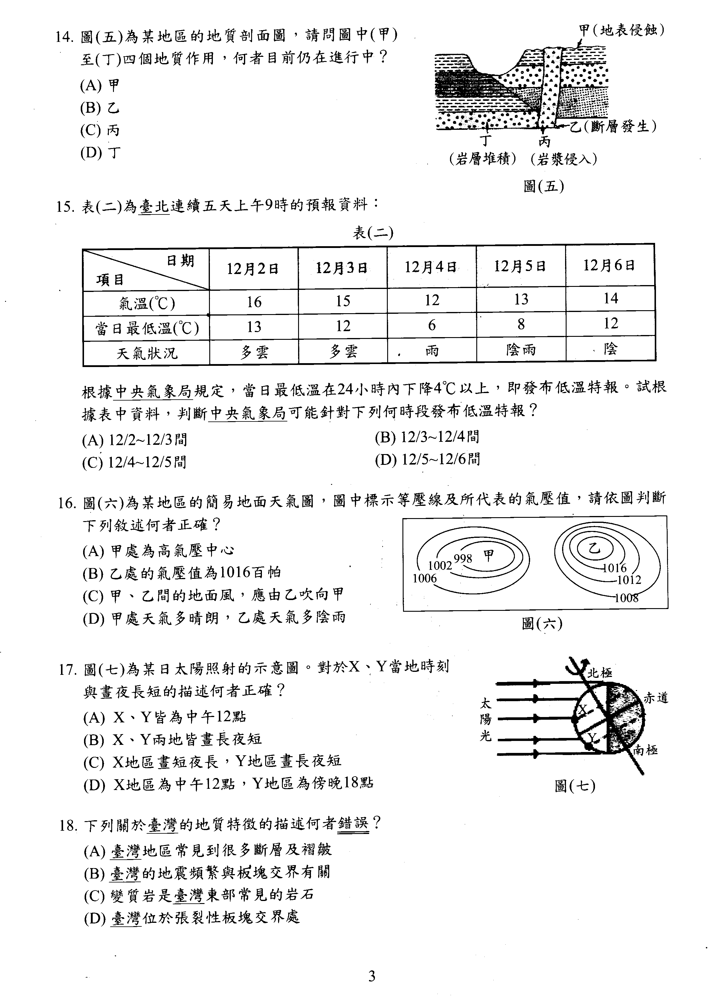 14. 圖(五)為某地區的地質剖面圖，請問圖中(甲)
至(丁)四個地質作用，何者目前仍在進行中？
(A) 甲
(B) 乙
(C) 丙
(D) 丁
甲(地表侵蝕)
乙(斷層發生)
丁 丙
(岩層堆積) (岩漿侵入)
圖(五)
15. 表(二)為臺北連續五天上午9時的預報資料：
表(二)
日期 12月2日 12月3日 12月4日 12月5日 12月6日
項目
氣溫(℃) 16 15 12 13 14
當日最低溫(℃) 13 12 6 8 12
天氣狀況 多雲 多雲 雨 陰雨 陰
根據中央氣象局規定，當日最低溫在24小時內下降4℃以上，即發布低溫特報。試根
據表中資料，判斷中央氣象局可能針對下列何時段發布低溫特報？
(A) 12/2~12/3間 (B) 12/3~12/4間
(C) 12/4~12/5間 (D) 12/5~12/6間
16. 圖(六)為某地區的簡易地面天氣圖，圖中標示等壓線及所代表的氣壓值，請依圖判斷
下列敘述何者正確？
(A) 甲處為高氣壓中心
(B) 乙處的氣壓值為1016百帕
(C) 甲、乙間的地面風，應由乙吹向甲
(D) 甲處天氣多晴朗，乙處天氣多陰雨
甲 乙
998
1002
1006
1016
1012
1008
圖(六)
17. 圖(七)為某日太陽照射的示意圖。對於X、Y當地時刻
與晝夜長短的描述何者正確？
(A) X、Y皆為中午12點
(B) X、Y兩地皆晝長夜短
(C) X地區晝短夜長，Y地區晝長夜短
(D) X地區為中午12點，Y地區為傍晚18點
北極
赤道
太陽光
X
Y
南極
圖(七)
18. 下列關於臺灣的地質特徵的描述何者錯誤？
(A) 臺灣地區常見到很多斷層及褶皺
(B) 臺灣的地震頻繁與板塊交界有關
(C) 變質岩是臺灣東部常見的岩石
(D) 臺灣位於張裂性板塊交界處
3